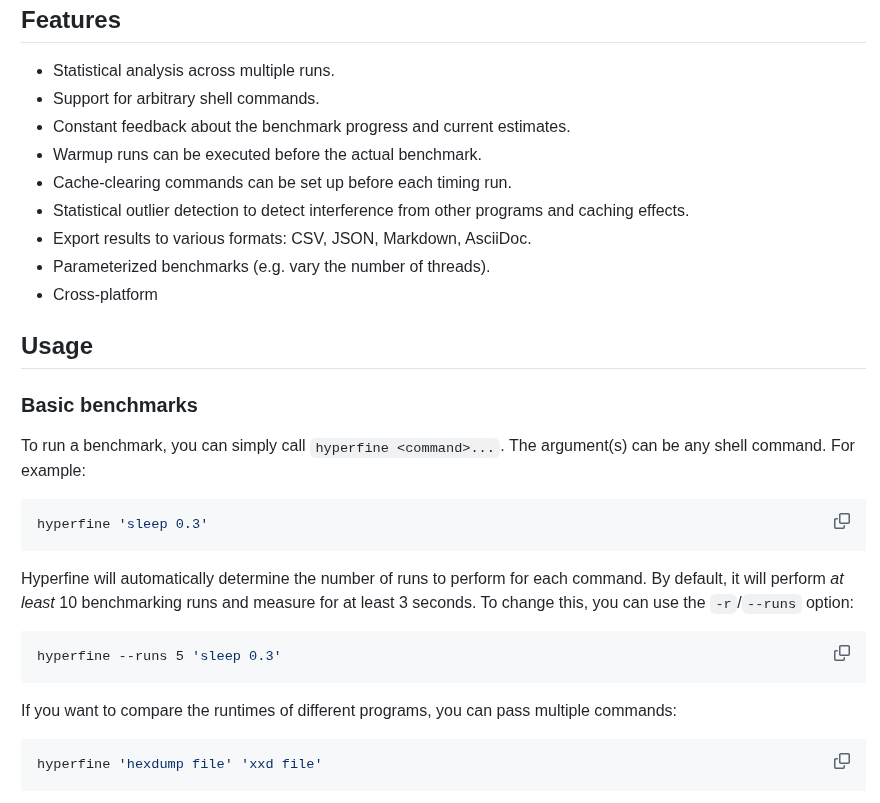 Features
Statistical analysis across multiple runs.
Support for arbitrary shell commands.
Constant feedback about the benchmark progress and current estimates.
Warmup runs can be executed before the actual benchmark.
Cache-clearing commands can be set up before each timing run.
Statistical outlier detection to detect interference from other programs and caching effects.
Export results to various formats: CSV, JSON, Markdown, AsciiDoc.
Parameterized benchmarks (e.g. vary the number of threads).
Cross-platform
Usage
Basic benchmarks
To run a benchmark, you can simply call hyperfine <command>.... The argument(s) can be any shell command. For
example:
hyperfine 'sleep 0.3'
Hyperfine will automatically determine the number of runs to perform for each command. By default, it will perform at
least 10 benchmarking runs and measure for at least 3 seconds. To change this, you can use the -r/--runs option:
hyperfine --runs 5 'sleep 0.3'
If you want to compare the runtimes of different programs, you can pass multiple commands:
hyperfine 'hexdump file' 'xxd file'